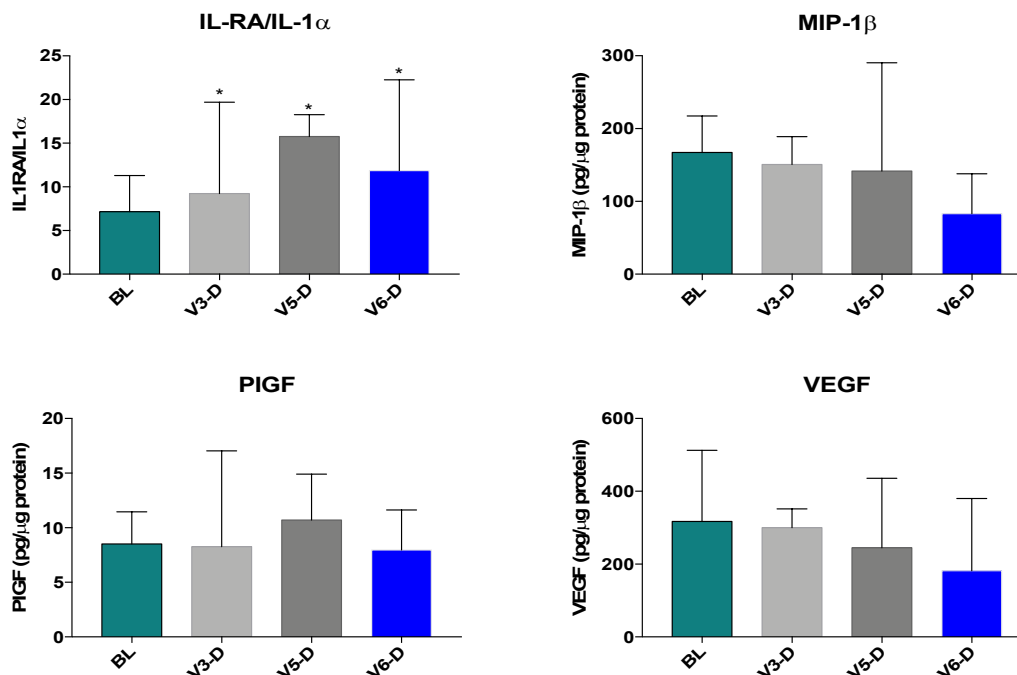 IL-RA/IL-1α
25
20
15
10
5
0
IL1RA/IL1α
* * *
BL V3-D V5-D V6-D
MIP-1β
300
200
100
0
MIP-1β (pg/μg protein)
BL V3-D V5-D V6-D
PIGF
20
15
10
5
0
PIGF (pg/μg protein)
BL V3-D V5-D V6-D
VEGF
600
400
200
0
VEGF (pg/μg protein)
BL V3-D V5-D V6-D